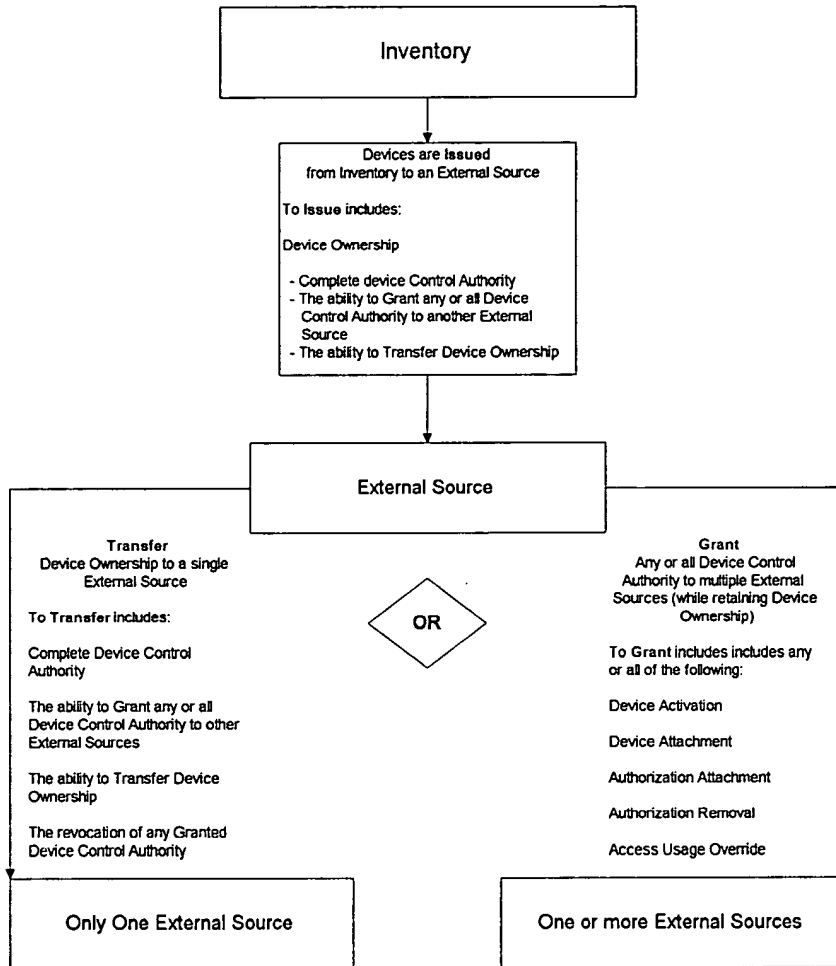 Inventory
Devices are Issued
from Inventory to an External Source
To Issue includes:
Device Ownership
- Complete device Control Authority
- The ability to Grant any or all Device
Control Authority to another External
Source
- The ability to Transfer Device Ownership
External Source
Transfer
Device Ownership to a single
External Source
To Transfer includes:
Complete Device Control
Authority
The ability to Grant any or all
Device Control Authority to other
External Sources
The ability to Transfer Device
Ownership
The revocation of any Granted
Device Control Authority
OR
Grant
Any or all Device Control
Authority to multiple External
Sources (while retaining Device
Ownership)
To Grant includes includes any
or all of the following:
Device Activation
Device Attachment
Authorization Attachment
Authorization Removal
Access Usage Override
Only One External Source
One or more External Sources